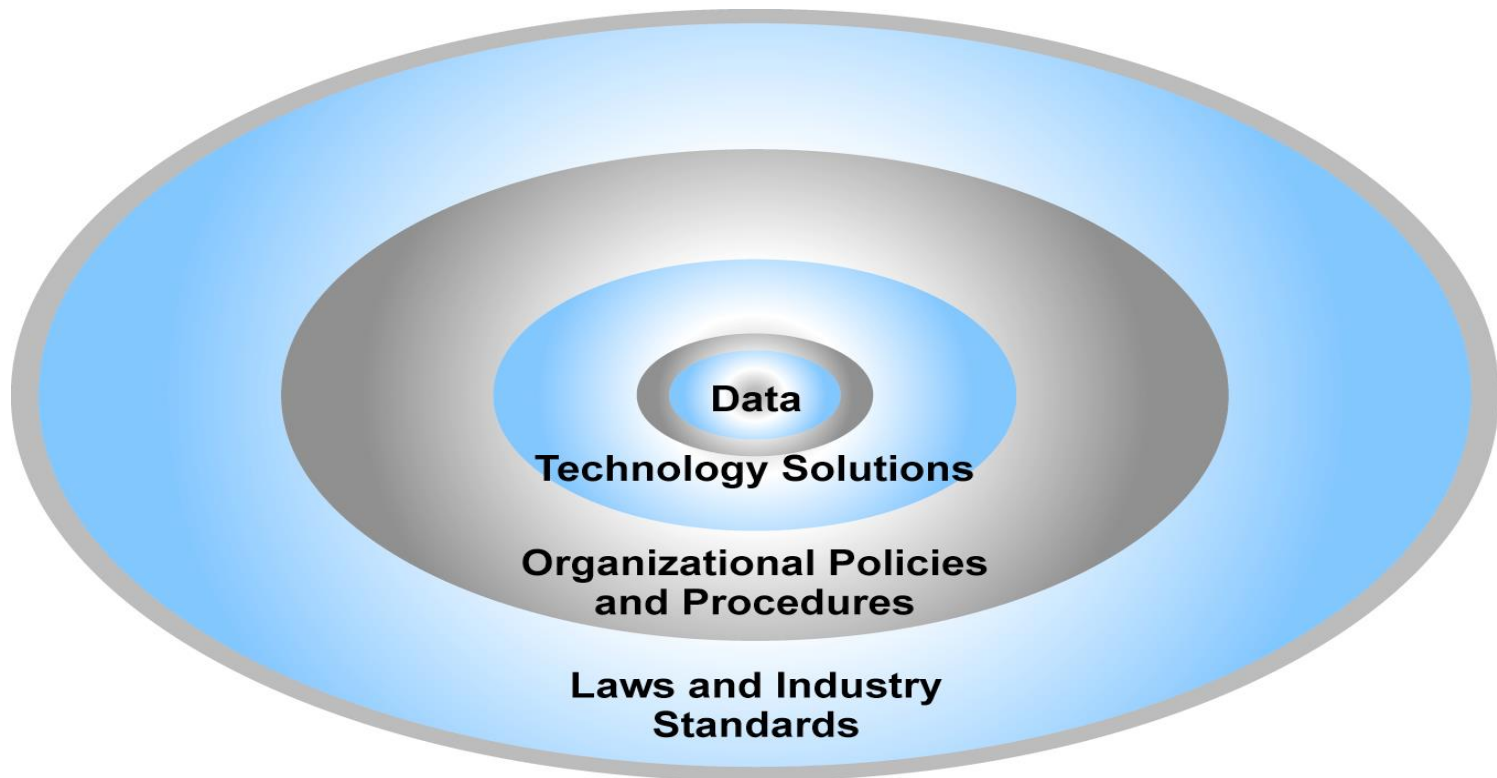 Data
Technology Solutions
Organizational Policies
and Procedures
Laws and Industry
Standards